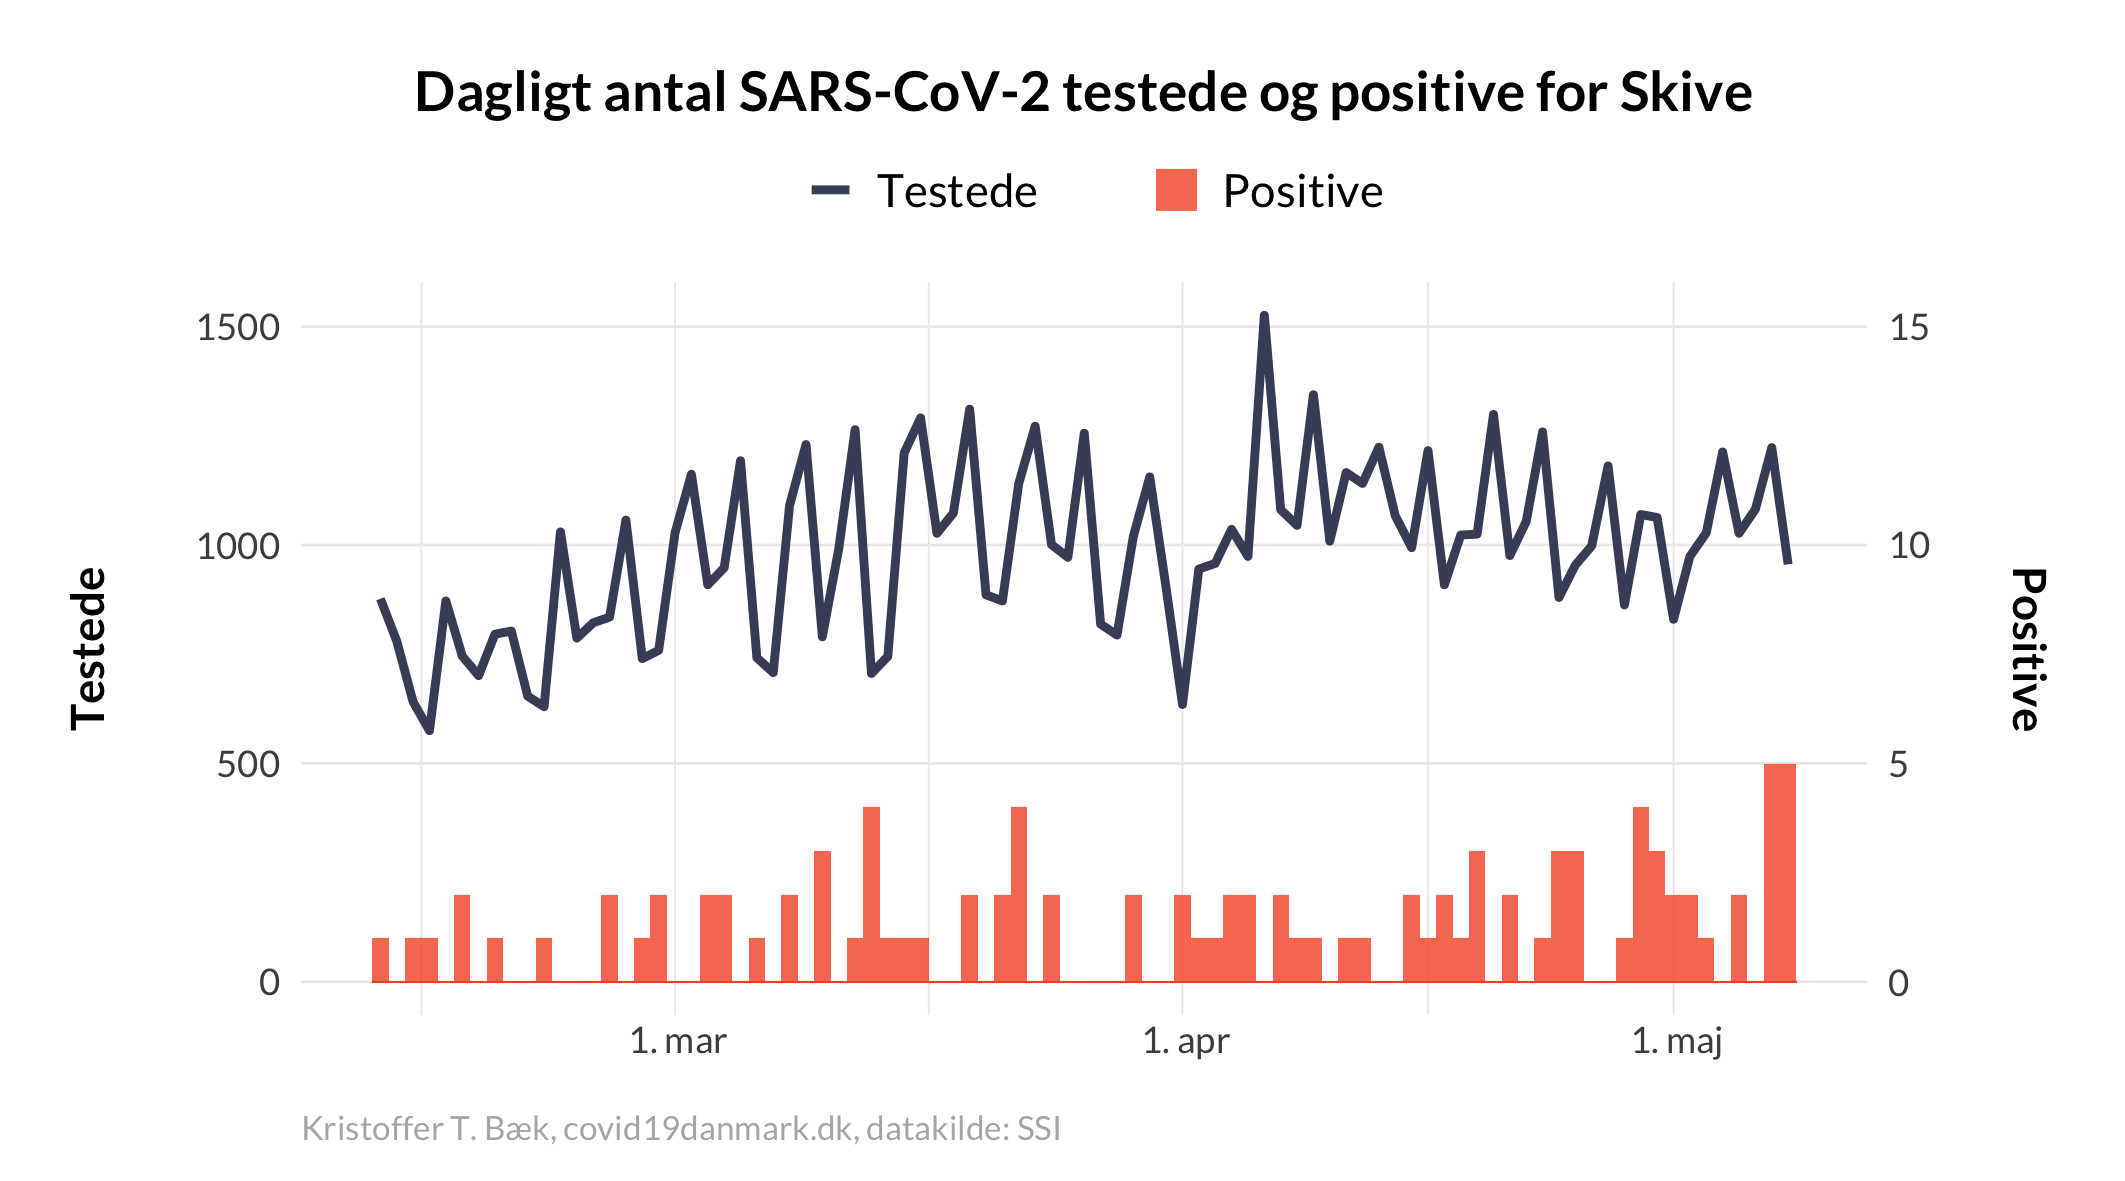 Dagligt antal SARS-CoV-2 testede og positive for Skive
Testede
Positive
1500
1000
500
0
15
10
5
0
Testede
Positive
1. mar
1. apr
1. maj
Kristoffer T. Bæk, covid19danmark.dk, datakilde: SSI